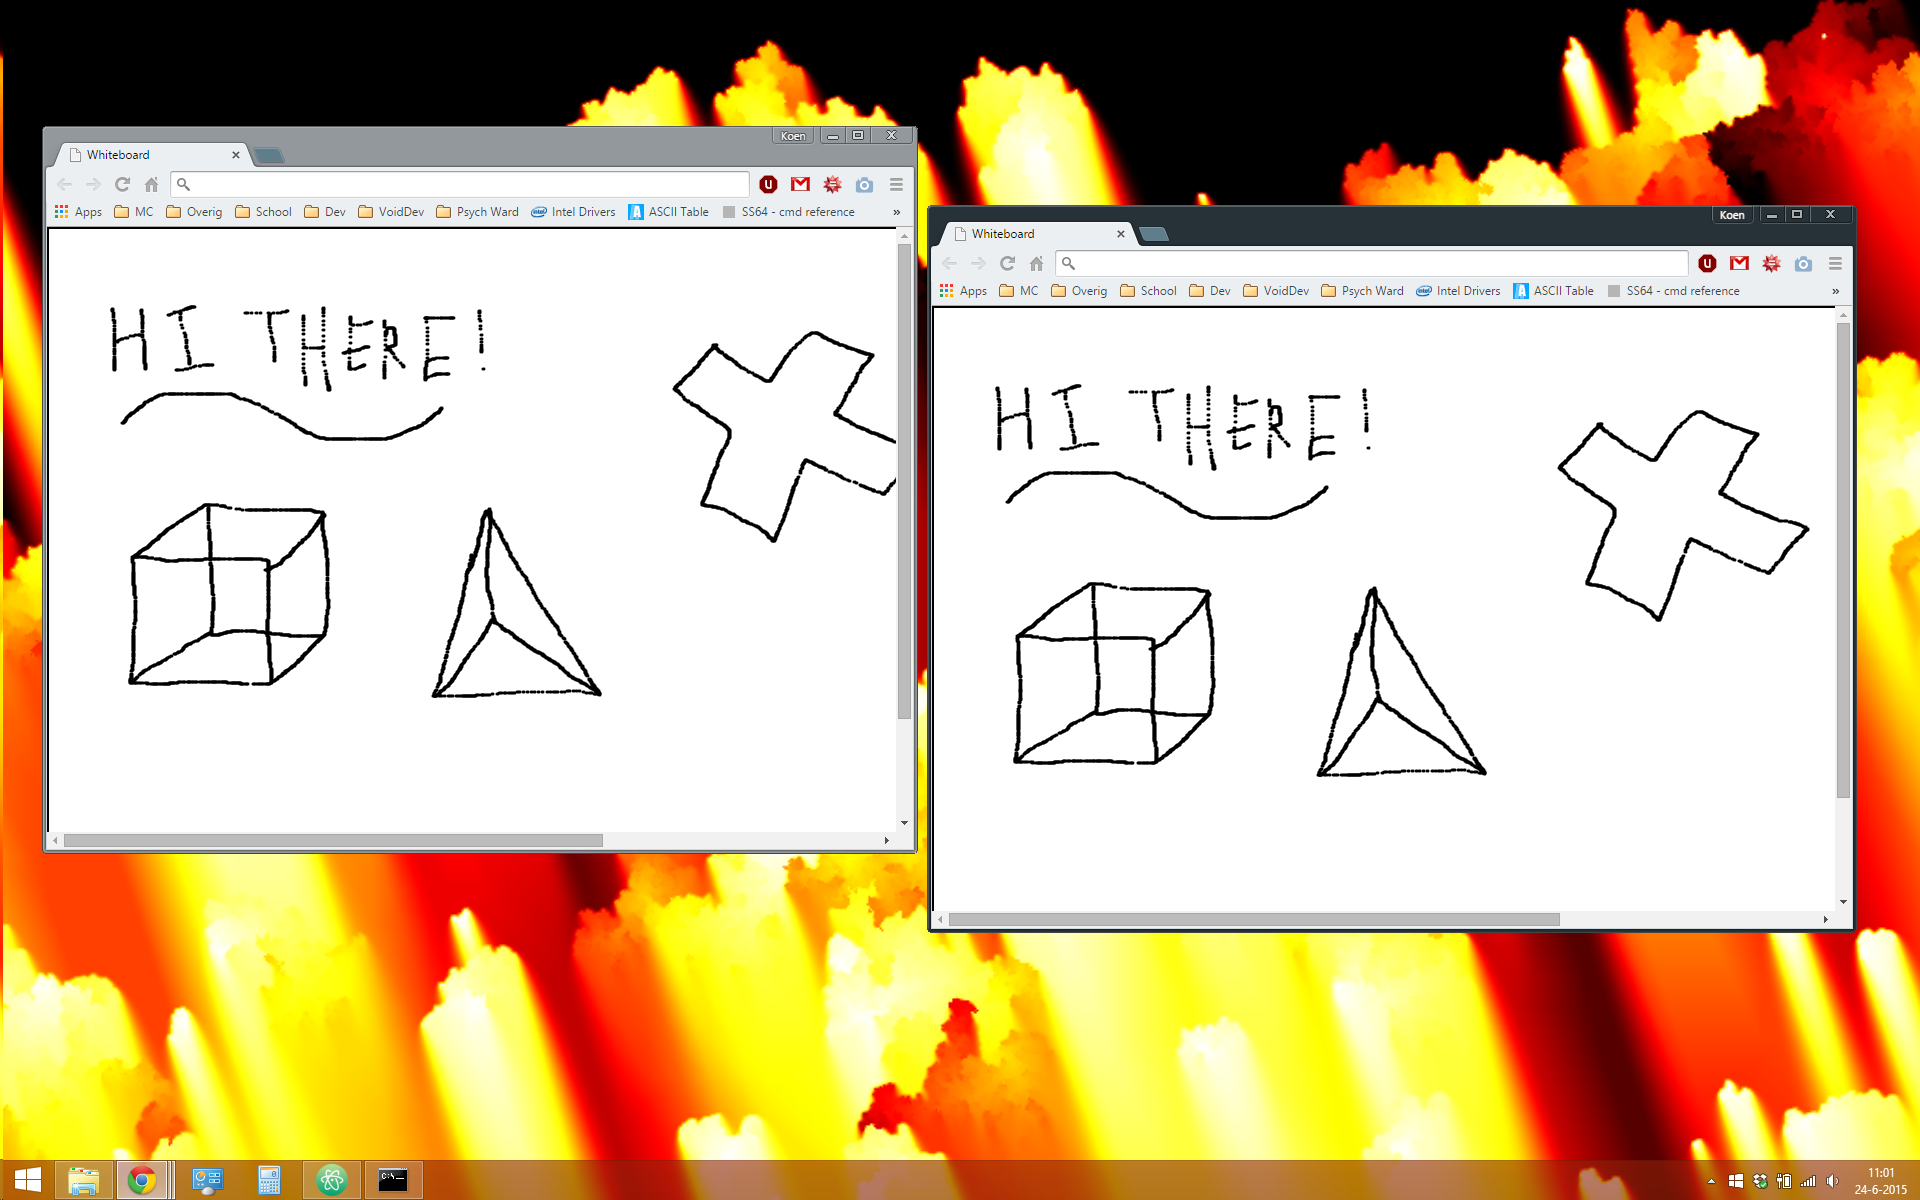 Koen
Whiteboard
Apps MC Overig School Dev VoidDev Psych Ward Intel Drivers ASCII Table SS64 - cmd reference »
HI THERE!
Koen
Whiteboard
Apps MC Overig School Dev VoidDev Psych Ward Intel Drivers ASCII Table SS64 - cmd reference »
HI THERE!
11:01
24-6-2015